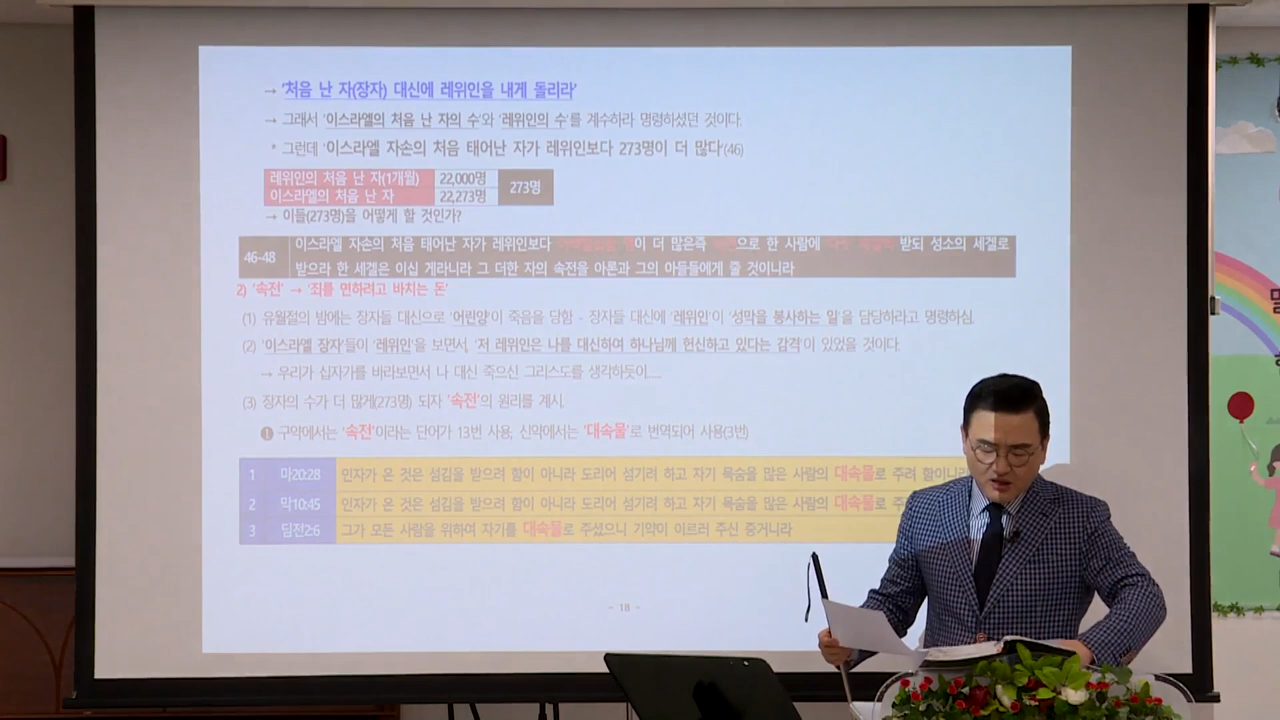 → '처음 난 자(장자) 대신에 레위인을 내게 돌리라'
→ 그래서 '이스라엘의 처음 난 자의 수'와 '레위인의 수'를 계수하라 명령하셨던 것이다.
* 그런데 '이스라엘 자손의 처음 태어난 자가 레위인보다 273명이 더 많다'(46)
레위인의 처음 난 자(1개월) 22,000명 273명
이스라엘의 처음 난 자 22,273명
→ 이들(273명)을 어떻게 할 것인가?
46-48 이스라엘 자손의 처음 태어난 자가 레위인보다 이 더 많은즉 으로 한 사람에 받되 성소의 세겔로
받으라 한 세겔은 이십 게라니라 그 더한 자의 속전을 아론과 그의 아들들에게 줄 것이니라
2) '속전' → '죄를 면하려고 바치는 돈'
(1) 유월절의 밤에는 장자들 대신으로 '어린양'이 죽음을 당함 - 장자들 대신에 '레위인'이 '성막을 봉사하는 일'을 담당하라고 명령하심.
(2) '이스라엘 장자'들이 '레위인'을 보면서, '저 레위인은 나를 대신하여 하나님께 헌신하고 있다는 감격'이 있었을 것이다.
→ 우리가 십자가를 바라보면서 나 대신 죽으신 그리스도를 생각하듯이....
(3) 장자의 수가 더 많게(273명) 되자 '속전'의 원리를 계시.
❶ 구약에서는 '속전'이라는 단어가 13번 사용, 신약에서는 '대속물'로 번역되어 사용(3번)
1 마20:28 인자가 온 것은 섬김을 받으려 함이 아니라 도리어 섬기려 하고 자기 목숨을 많은 사람의 대속물로 주려 함이니라
2 막10:45 인자가 온 것은 섬김을 받으려 함이 아니라 도리어 섬기려 하고 자기 목숨을 많은 사람의 대속물로
3 딤전2:6 그가 모든 사람을 위하여 자기를 대속물로 주셨으니 기약이 이르러 주신 증거니라
- 18 -